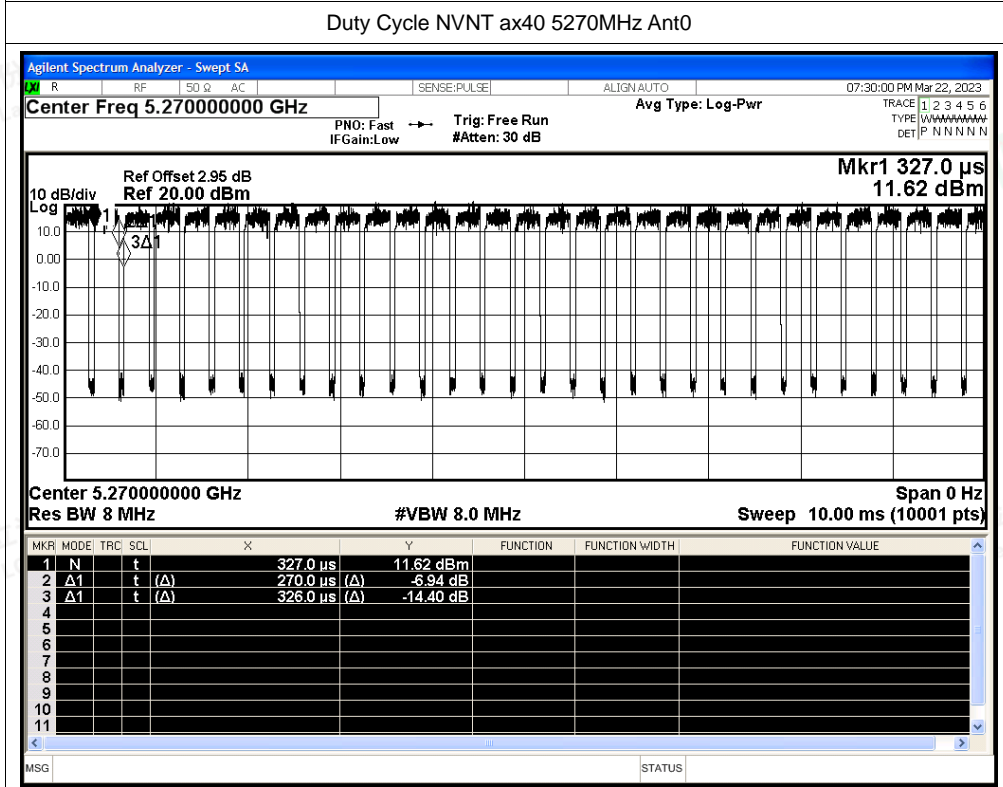 Duty Cycle NVNT ax40 5270MHz Ant0
Agilent Spectrum Analyzer - Swept SA
LXI R RF 50 Ω AC SENSE:PULSE ALIGN AUTO 07:30:00 PM Mar 22, 2023
Center Freq 5.270000000 GHz Avg Type: Log-Pwr TRACE 1 2 3 4 5 6
PNO: Fast Trig: Free Run TYPE WWWWWW
IFGain:Low #Atten: 30 dB DET P N N N N N
Mkr1 327.0 µs
11.62 dBm
Ref Offset 2.95 dB
10 dB/div Ref 20.00 dBm
Log
1
10.0
3Δ1
0.00
-10.0
-20.0
-30.0
-40.0
-50.0
-60.0
-70.0
Center 5.270000000 GHz Span 0 Hz
Res BW 8 MHz #VBW 8.0 MHz Sweep 10.00 ms (10001 pts)
MKR MODE TRC SCL X Y FUNCTION FUNCTION WIDTH FUNCTION VALUE
1 N t 327.0 µs 11.62 dBm
2 Δ1 t (Δ) 270.0 µs (Δ) -6.94 dB
3 Δ1 t (Δ) 326.0 µs (Δ) -14.40 dB
4
5
6
7
8
9
10
11
MSG STATUS